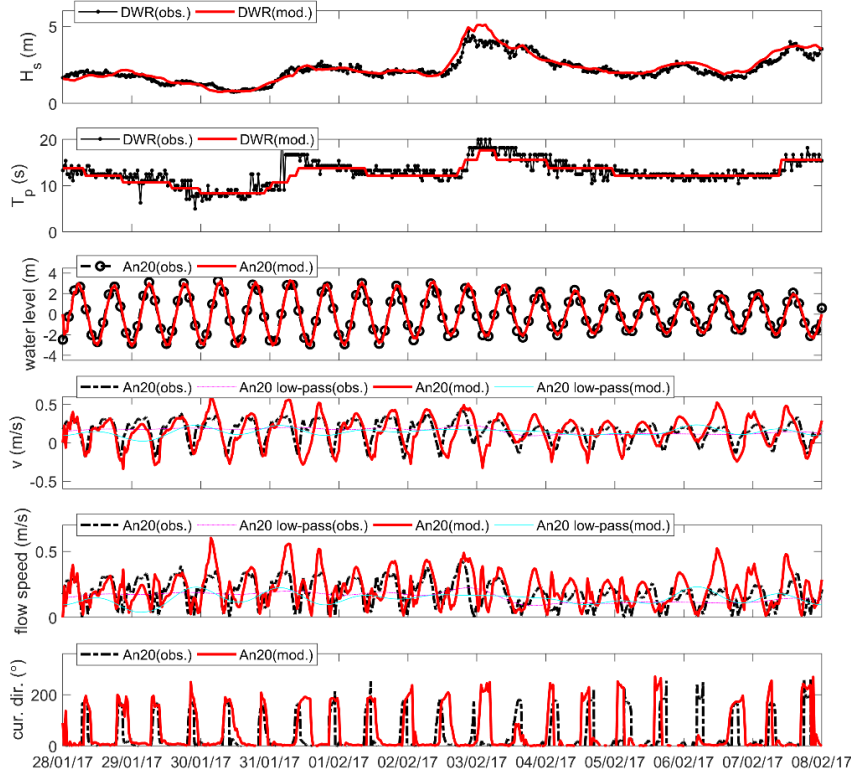 DWR(obs.) DWR(mod.)
5
0
H_s (m)
DWR(obs.) DWR(mod.)
20
10
0
T_p (s)
An20(obs.) An20(mod.)
4
2
0
-2
-4
water level (m)
An20(obs.) An20 low-pass(obs.) An20(mod.) An20 low-pass(mod.)
0.5
0
-0.5
v (m/s)
An20(obs.) An20 low-pass(obs.) An20(mod.) An20 low-pass(mod.)
0.5
0
flow speed (m/s)
An20(obs.) An20(mod.)
200
0
cur. dir. (°)
28/01/17 29/01/17 30/01/17 31/01/17 01/02/17 02/02/17 03/02/17 04/02/17 05/02/17 06/02/17 07/02/17 08/02/17